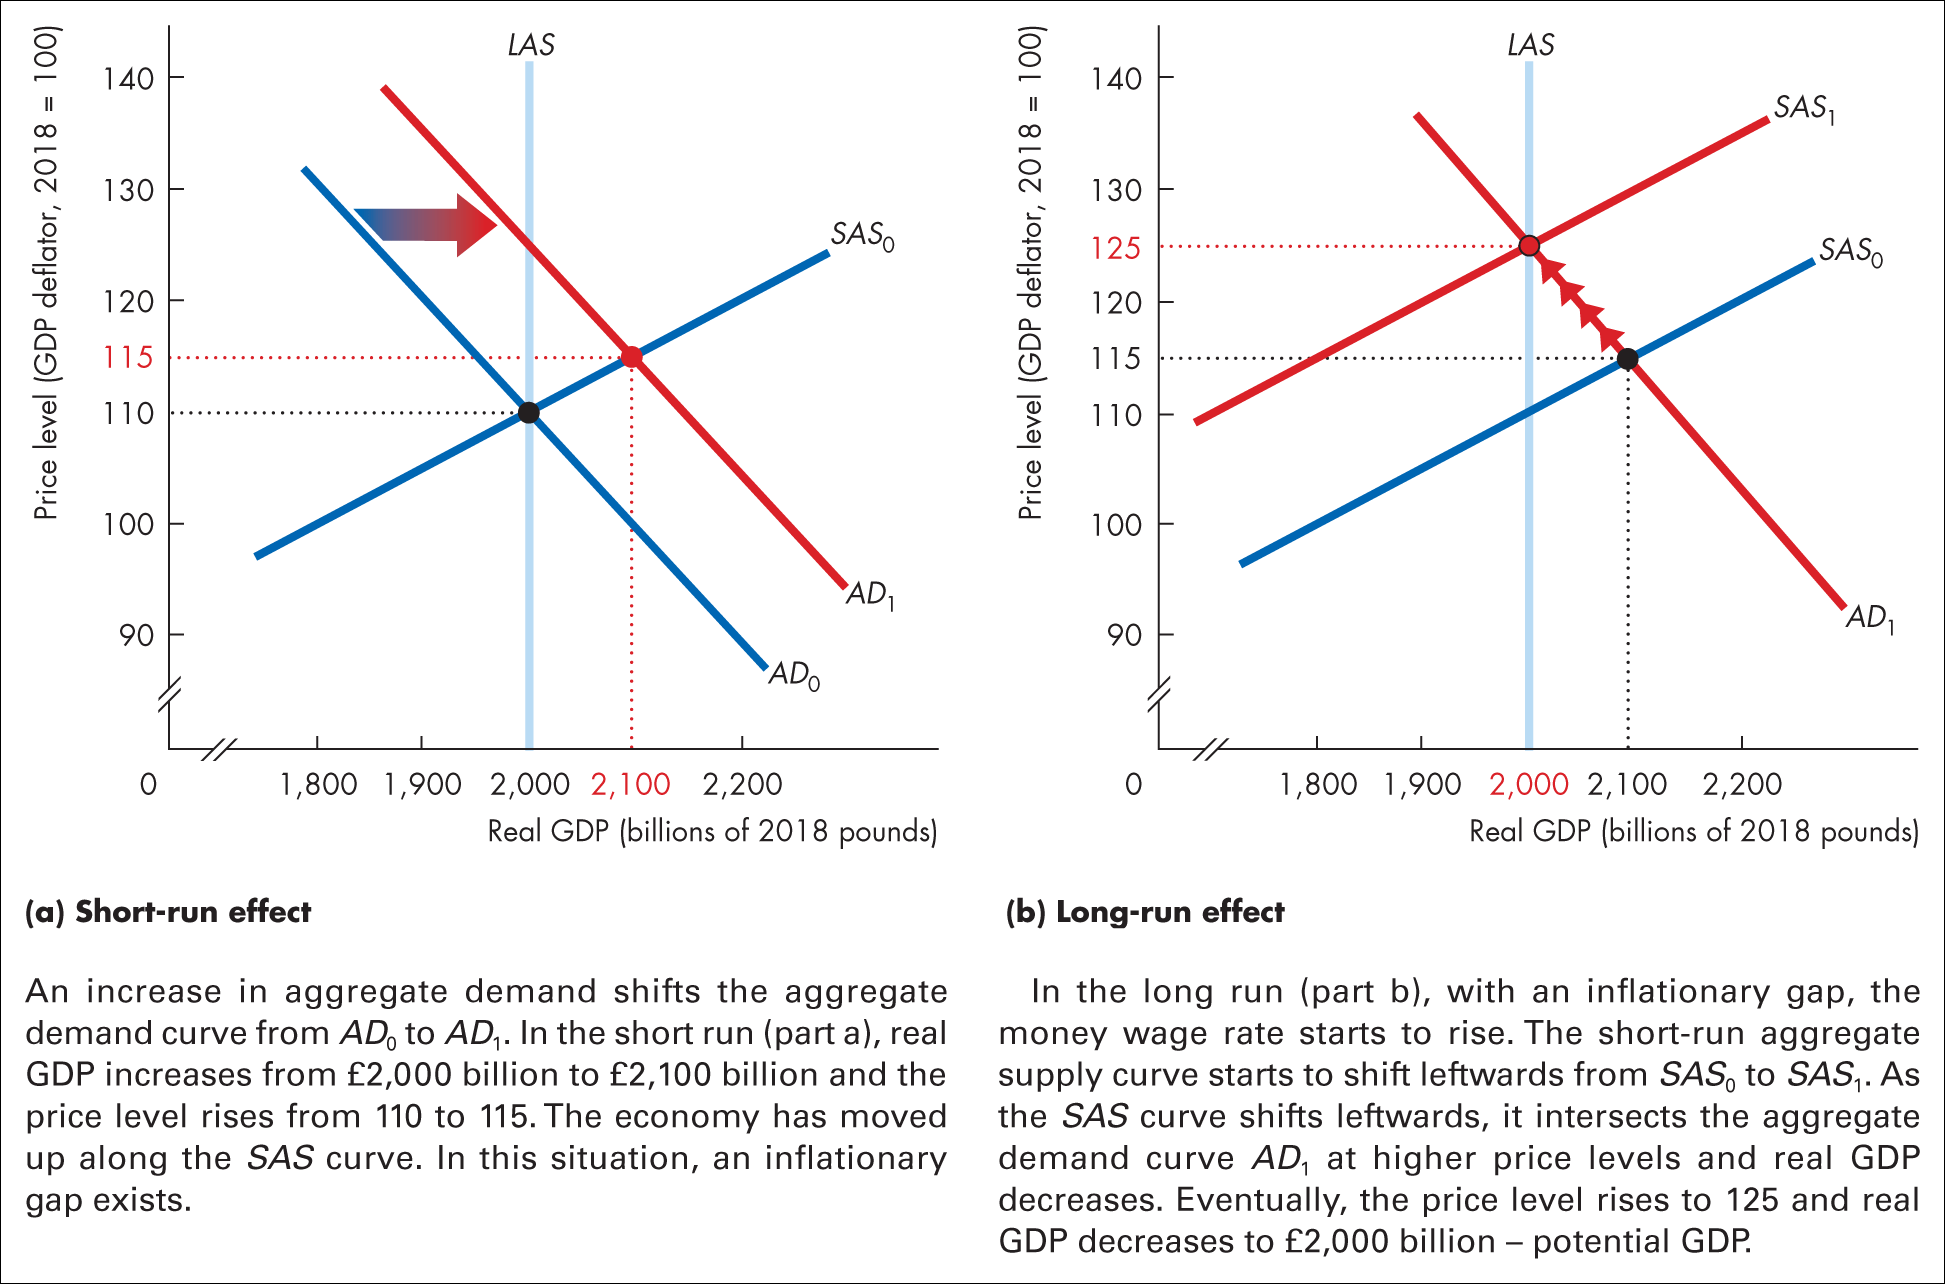 Price level (GDP deflator, 2018 = 100)
140
130
120
115
110
100
90
LAS
SAS0
AD1
AD0
0
1,800
1,900
2,000
2,100
2,200
Real GDP (billions of 2018 pounds)
(a) Short-run effect
An increase in aggregate demand shifts the aggregate
demand curve from AD0 to AD1. In the short run (part a), real
GDP increases from £2,000 billion to £2,100 billion and the
price level rises from 110 to 115. The economy has moved
up along the SAS curve. In this situation, an inflationary
gap exists.
Price level (GDP deflator, 2018 = 100)
140
130
125
120
115
110
100
90
LAS
SAS1
SAS0
AD1
0
1,800
1,900
2,000
2,100
2,200
Real GDP (billions of 2018 pounds)
(b) Long-run effect
In the long run (part b), with an inflationary gap, the
money wage rate starts to rise. The short-run aggregate
supply curve starts to shift leftwards from SAS0 to SAS1. As
the SAS curve shifts leftwards, it intersects the aggregate
demand curve AD1 at higher price levels and real GDP
decreases. Eventually, the price level rises to 125 and real
GDP decreases to £2,000 billion – potential GDP.